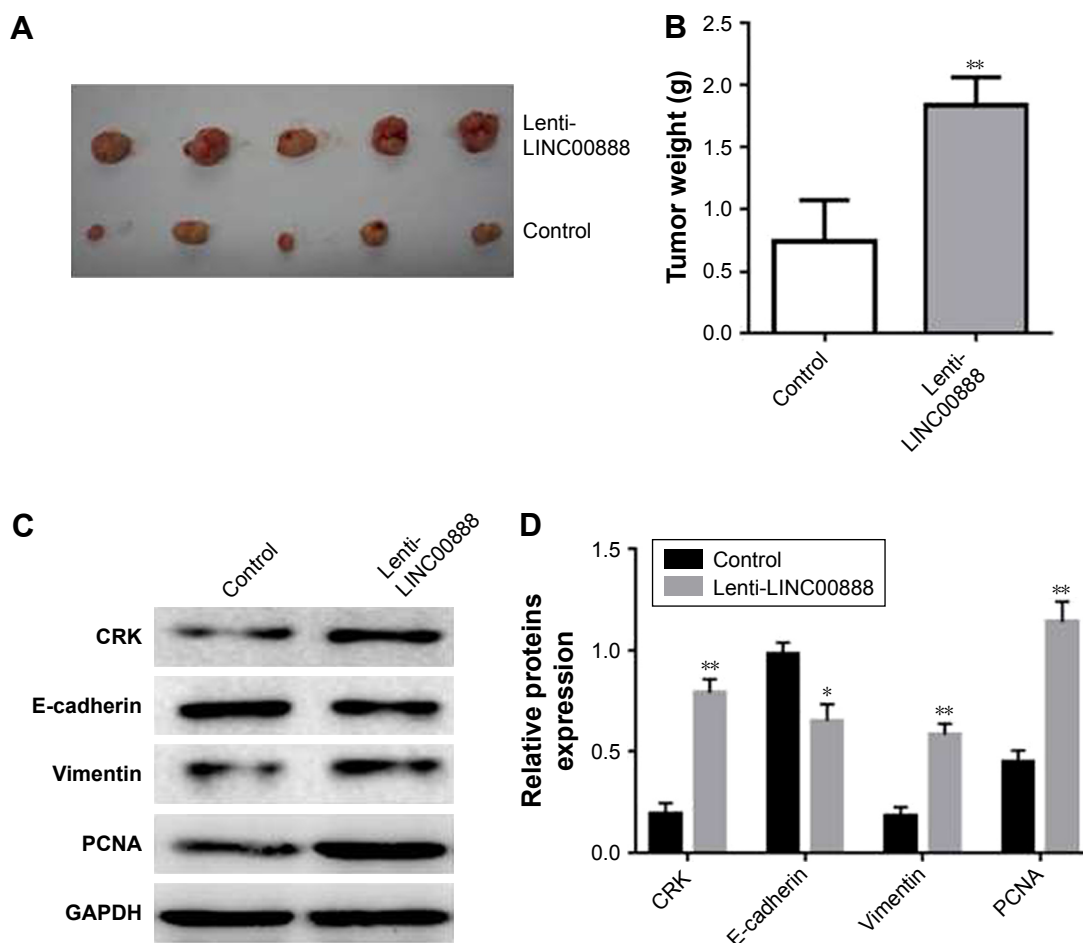 A
Lenti-
LINC00888
Control
B
Tumor weight (g)
2.5
2.0
1.5
1.0
0.5
0.0
**
Control
Lenti-
LINC00888
C
Control
Lenti-
LINC00888
CRK
E-cadherin
Vimentin
PCNA
GAPDH
D
Relative proteins
expression
1.5
1.0
0.5
0.0
Control
Lenti-LINC00888
**
*
**
**
CRK
E-cadherin
Vimentin
PCNA